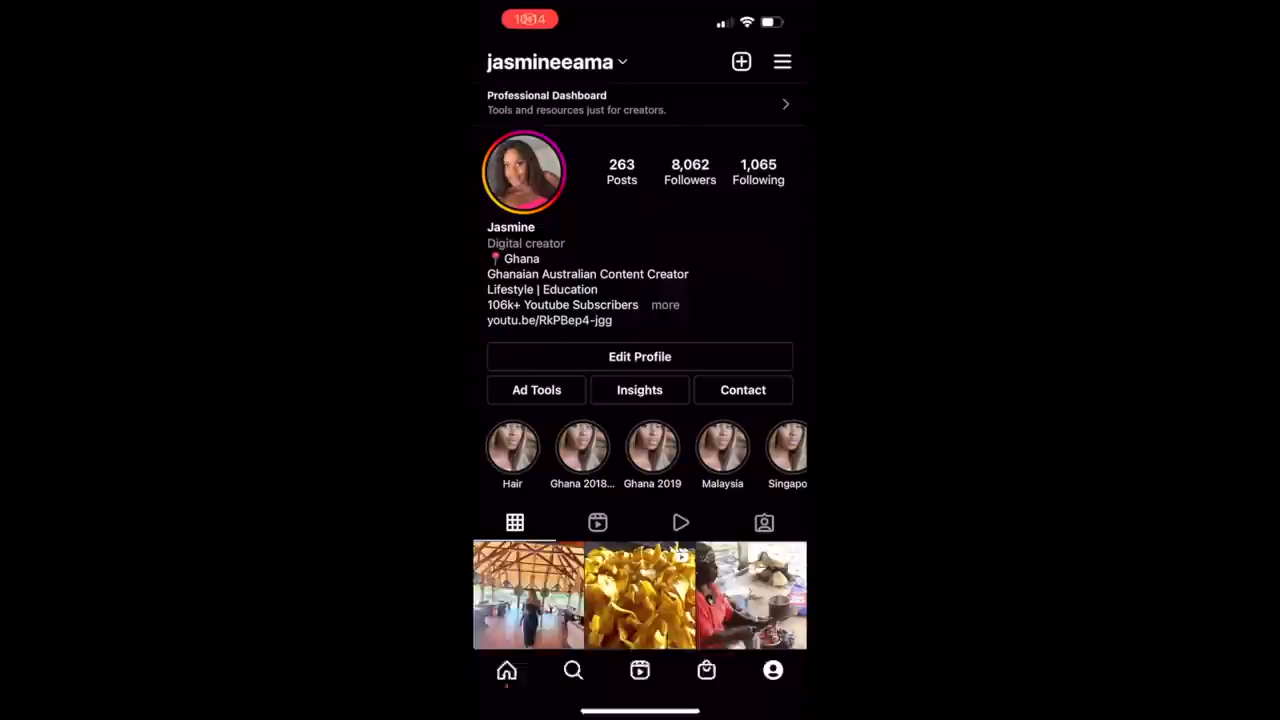 10:14
jasmineeama
Professional Dashboard
Tools and resources just for creators.
263 8,062 1,065
Posts Followers Following
Jasmine
Digital creator
📍 Ghana
Ghanaian Australian Content Creator
Lifestyle | Education
106k+ Youtube Subscribers more
youtu.be/RkPBep4-jgg
Edit Profile
Ad Tools Insights Contact
Hair Ghana 2018... Ghana 2019 Malaysia Singapo